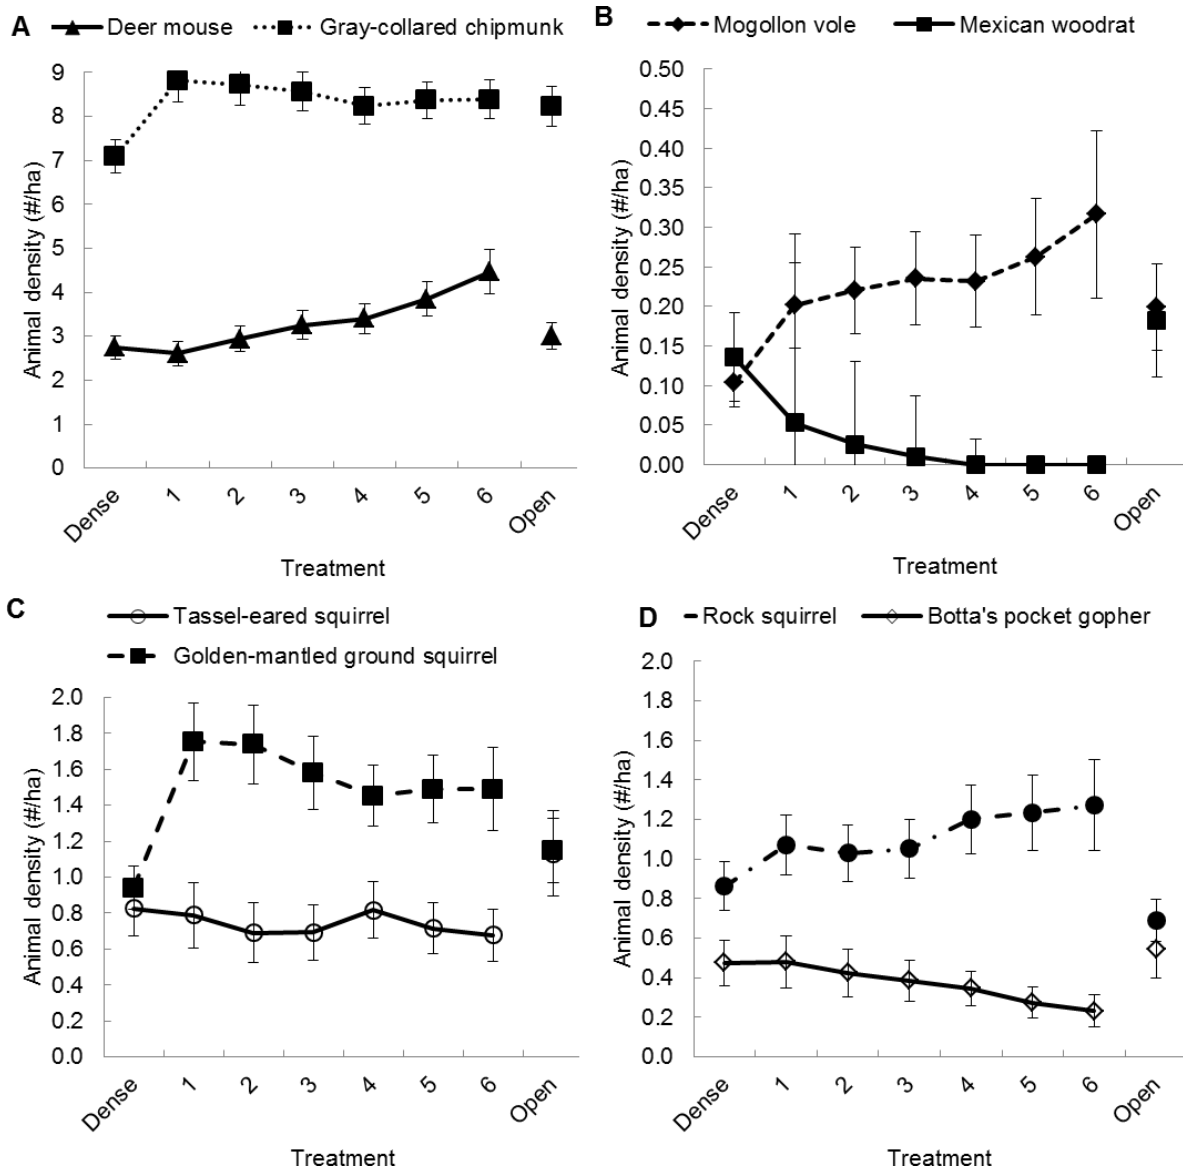 A
Deer mouse
Gray-collared chipmunk
Animal density (#/ha)
9
8
7
6
5
4
3
2
1
0
Dense
1
2
3
4
5
6
Open
Treatment
B
Mogollon vole
Mexican woodrat
Animal density (#/ha)
0.50
0.45
0.40
0.35
0.30
0.25
0.20
0.15
0.10
0.05
0.00
Dense
1
2
3
4
5
6
Open
Treatment
C
Tassel-eared squirrel
Golden-mantled ground squirrel
Animal density (#/ha)
2.0
1.8
1.6
1.4
1.2
1.0
0.8
0.6
0.4
0.2
0.0
Dense
1
2
3
4
5
6
Open
Treatment
D
Rock squirrel
Botta's pocket gopher
Animal density (#/ha)
2.0
1.8
1.6
1.4
1.2
1.0
0.8
0.6
0.4
0.2
0.0
Dense
1
2
3
4
5
6
Open
Treatment